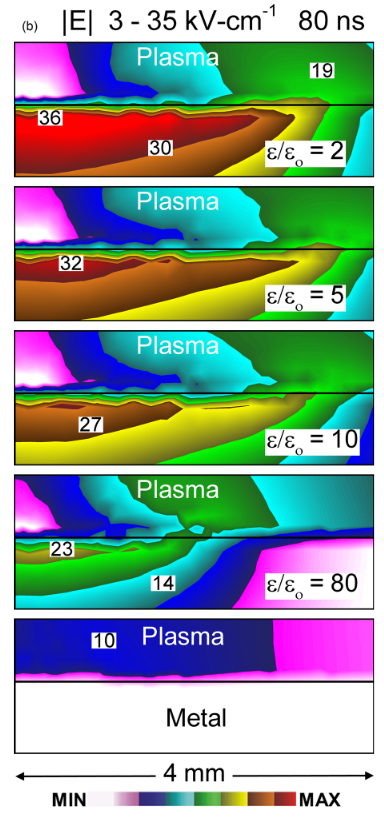 (b) |E| 3 - 35 kV-cm⁻¹ 80 ns
Plasma
19
36
30
ε/εₒ = 2
Plasma
32
ε/εₒ = 5
Plasma
27
ε/εₒ = 10
Plasma
23
14
ε/εₒ = 80
10
Plasma
Metal
4 mm
MIN MAX